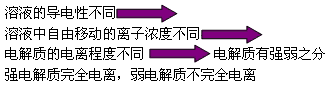 溶液的导电性不同
溶液中自由移动的离子浓度不同
电解质的电离程度不同 电解质有强弱之分
强电解质完全电离，弱电解质不完全电离